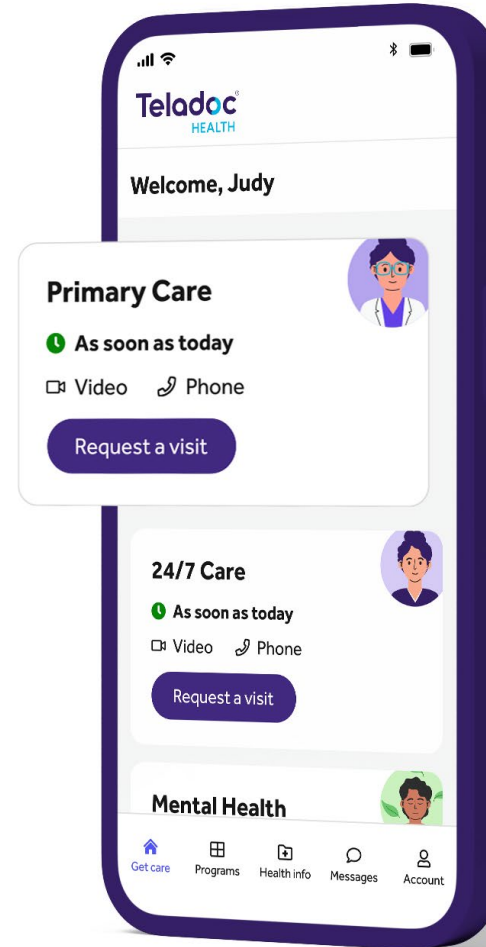 Teladoc®
HEALTH
Welcome, Judy
Primary Care
As soon as today
Video Phone
Request a visit
24/7 Care
As soon as today
Video Phone
Request a visit
Mental Health
Get care Programs Health info Messages Account